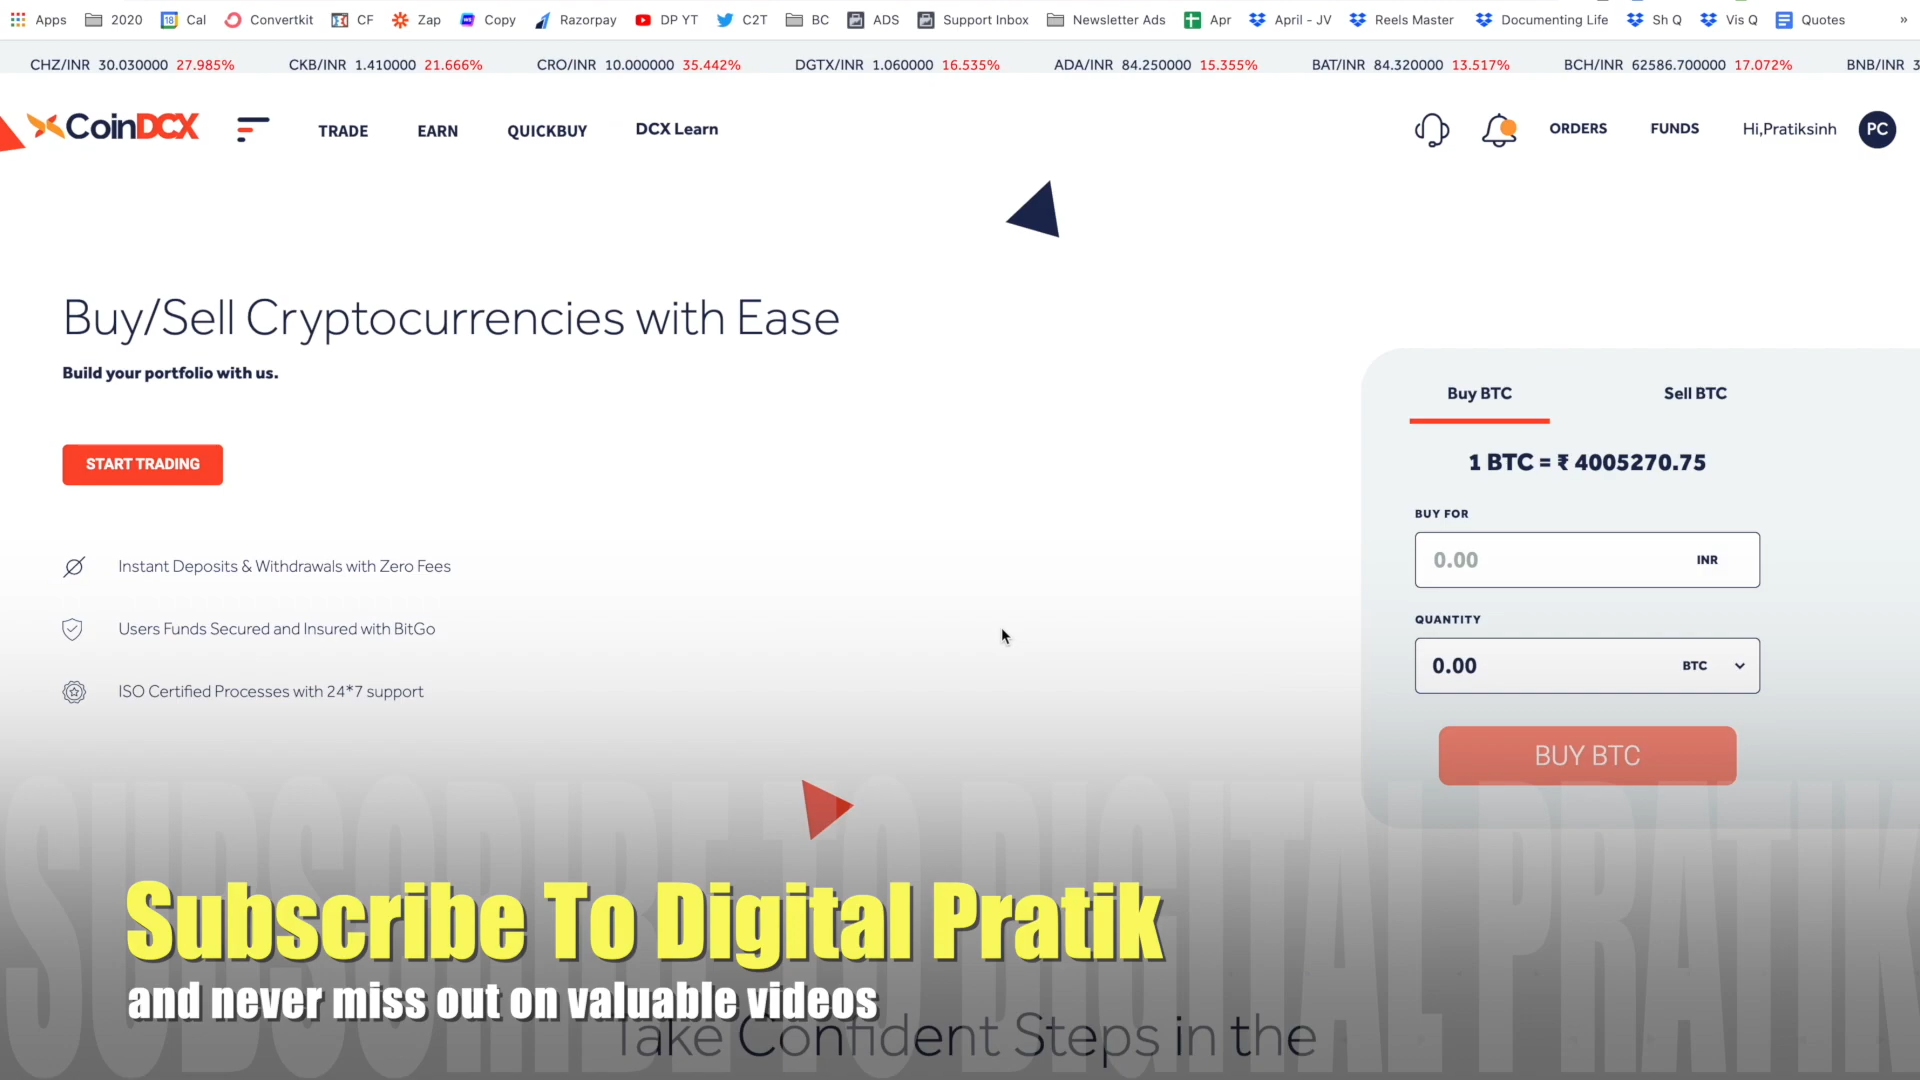 Apps 2020 Cal Convertkit CF Zap Copy Razorpay DP YT C2T BC ADS Support Inbox Newsletter Ads Apr April - JV Reels Master Documenting Life Sh Q Vis Q Quotes »
CHZ/INR 30.030000 27.985% CKB/INR 1.410000 21.666% CRO/INR 10.000000 35.442% DGTX/INR 1.060000 16.535% ADA/INR 84.250000 15.355% BAT/INR 84.320000 13.517% BCH/INR 62586.700000 17.072% BNB/INR 3
CoinDCX TRADE EARN QUICKBUY DCX Learn ORDERS FUNDS Hi,Pratiksinh PC
Buy/Sell Cryptocurrencies with Ease
Build your portfolio with us.
START TRADING
Instant Deposits & Withdrawals with Zero Fees
Users Funds Secured and Insured with BitGo
ISO Certified Processes with 24*7 support
Buy BTC Sell BTC
1 BTC = ₹ 4005270.75
BUY FOR
0.00 INR
QUANTITY
0.00 BTC
BUY BTC
SUBSCRIBE TO DIGITAL PRATIK
Subscribe To Digital Pratik
and never miss out on valuable videos
Take Confident Steps in the